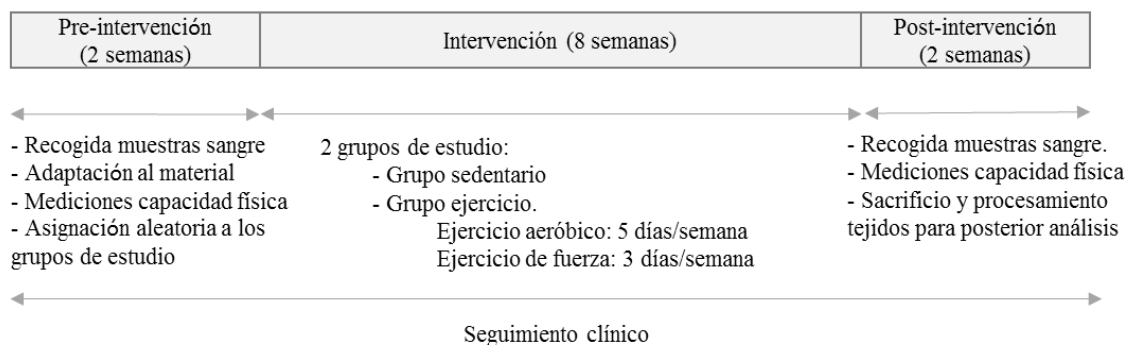 Pre-intervención
(2 semanas)
Intervención (8 semanas)
Post-intervención
(2 semanas)
- Recogida muestras sangre
- Adaptación al material
- Mediciones capacidad física
- Asignación aleatoria a los
grupos de estudio
2 grupos de estudio:
- Grupo sedentario
- Grupo ejercicio.
Ejercicio aeróbico: 5 días/semana
Ejercicio de fuerza: 3 días/semana
- Recogida muestras sangre.
- Mediciones capacidad física
- Sacrificio y procesamiento
tejidos para posterior análisis
Seguimiento clínico